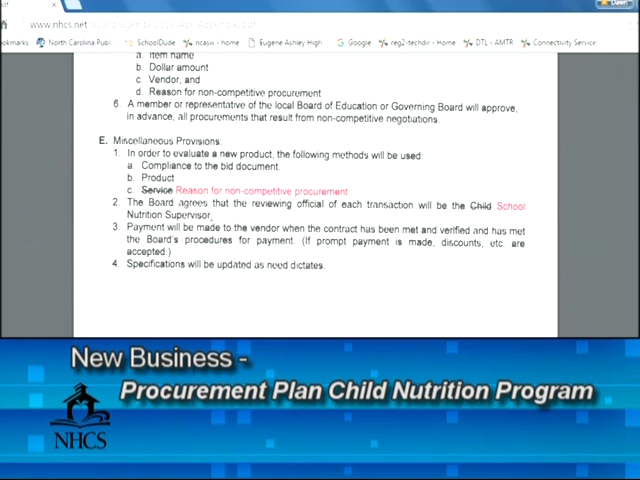 .pdf
Dawn
www.nhcs.net
okmarks North Carolina Publi SchoolDude ncasw - home Eugene Ashley High Google reg2-techdir - Home DTL - AMTR Connectivity Service
a. Item name
b. Dollar amount
c. Vendor, and
d. Reason for non-competitive procurement
6. A member or representative of the local Board of Education or Governing Board will approve,
in advance, all procurements that result from non-competitive negotiations.
E. Miscellaneous Provisions:
1. In order to evaluate a new product, the following methods will be used:
a. Compliance to the bid document.
b. Product
c. Service Reason for non-competitive procurement
2. The Board agrees that the reviewing official of each transaction will be the Child School
Nutrition Supervisor.
3. Payment will be made to the vendor when the contract has been met and verified and has met
the Board's procedures for payment. (If prompt payment is made, discounts, etc. are
accepted.)
4. Specifications will be updated as need dictates.
New Business -
Procurement Plan Child Nutrition Program
NHCS